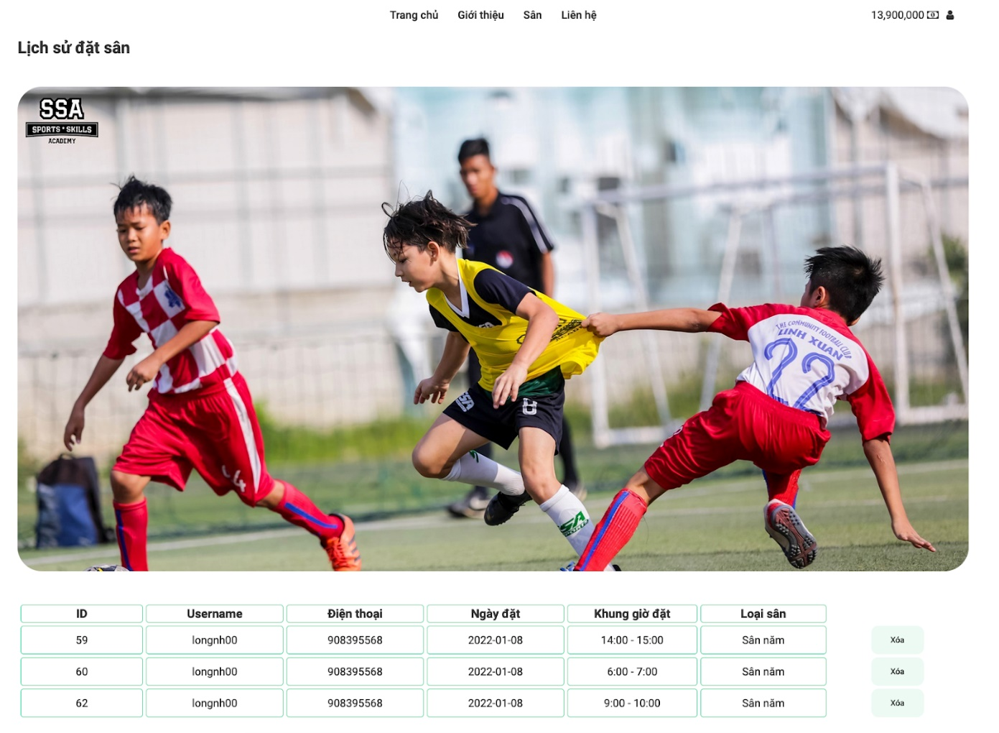 Trang chủ Giới thiệu Sân Liên hệ 13,900,000
Lịch sử đặt sân
SSA
SPORTS * SKILLS
ACADEMY
THE COMMUNITY FOOTBALL CLUB
LINH XUAN
22
SSA
8
ID Username Điện thoại Ngày đặt Khung giờ đặt Loại sân
59 longnh00 908395568 2022-01-08 14:00 - 15:00 Sân năm Xóa
60 longnh00 908395568 2022-01-08 6:00 - 7:00 Sân năm Xóa
62 longnh00 908395568 2022-01-08 9:00 - 10:00 Sân năm Xóa